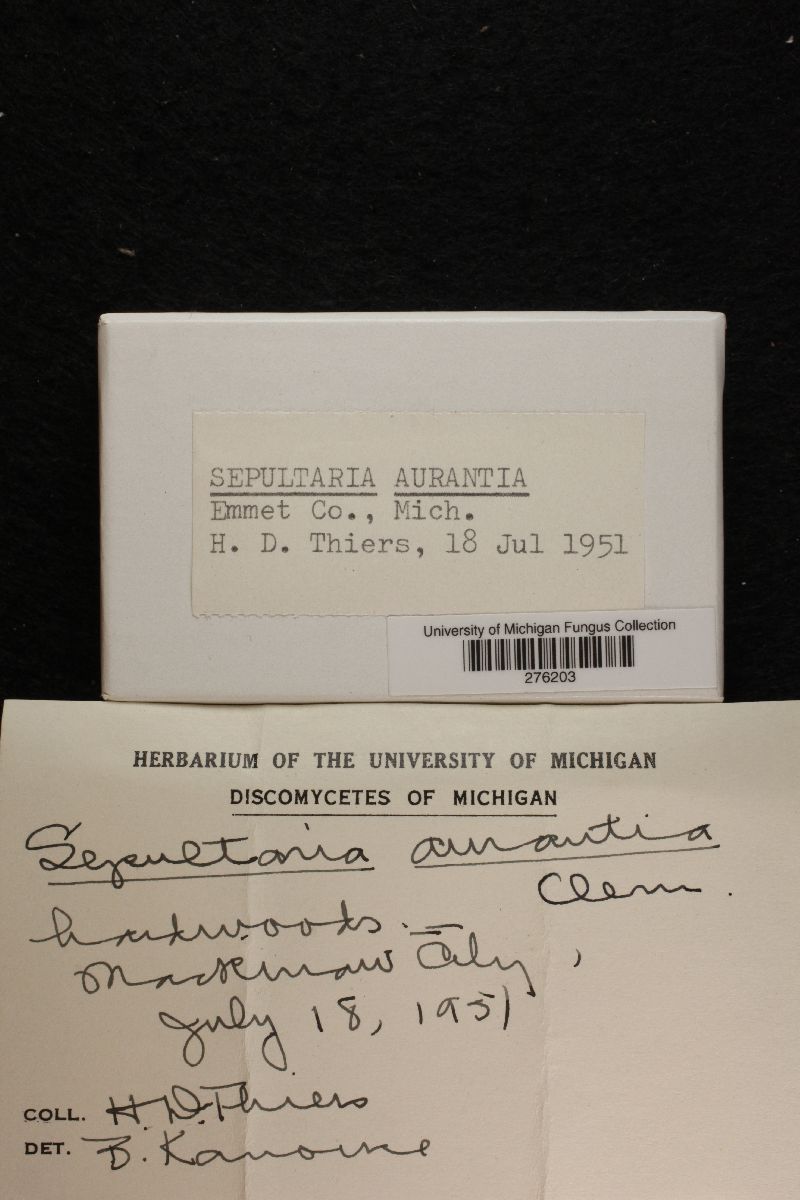 SEPULTARIA AURANTIA
Emmet Co., Mich.
H. D. Thiers, 18 Jul 1951
University of Michigan Fungus Collection
276203
HERBARIUM OF THE UNIVERSITY OF MICHIGAN
DISCOMYCETES OF MICHIGAN
Sepultaria aurantia
Clem.
hardwoods. —
Mackinaw City,
July 18, 1951
COLL. H. D. Thiers
DET. B. Kanouse